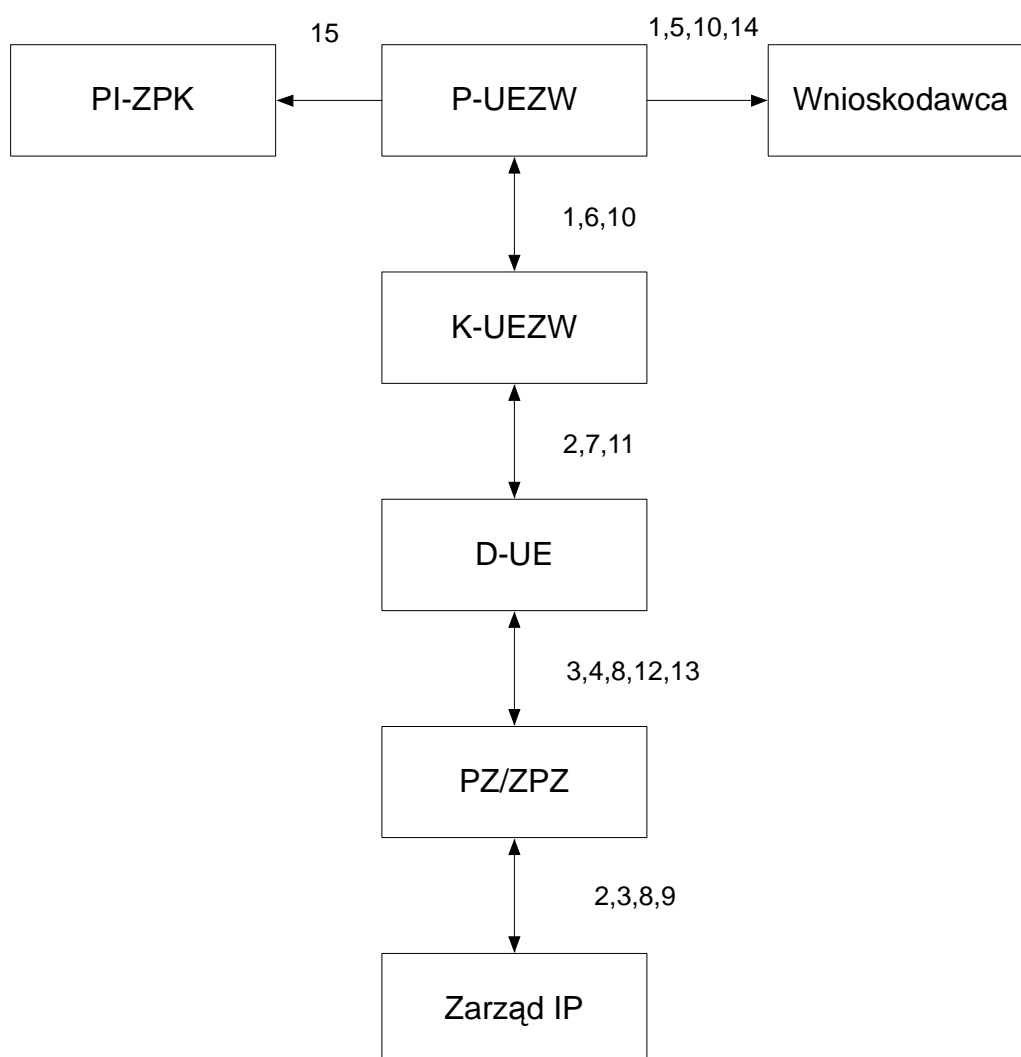 15
1,5,10,14
PI-ZPK
P-UEZW
Wnioskodawca
1,6,10
K-UEZW
2,7,11
D-UE
3,4,8,12,13
PZ/ZPZ
2,3,8,9
Zarząd IP